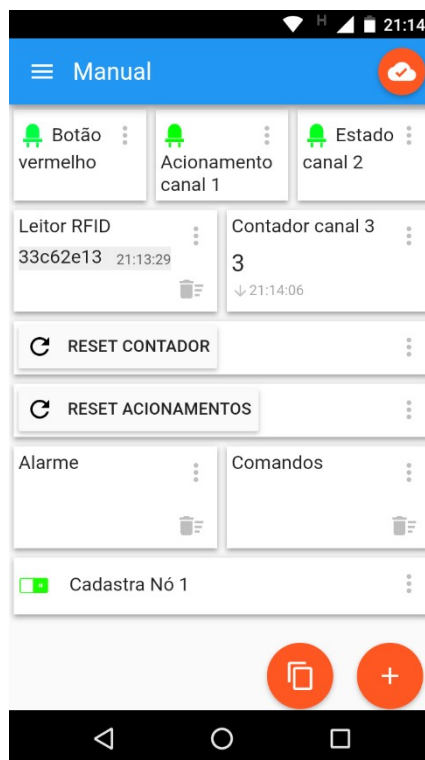 H 21:14
Manual
Botão
vermelho
Acionamento
canal 1
Estado
canal 2
Leitor RFID
33c62e13 21:13:29
Contador canal 3
3
21:14:06
RESET CONTADOR
RESET ACIONAMENTOS
Alarme
Comandos
Cadastra Nó 1